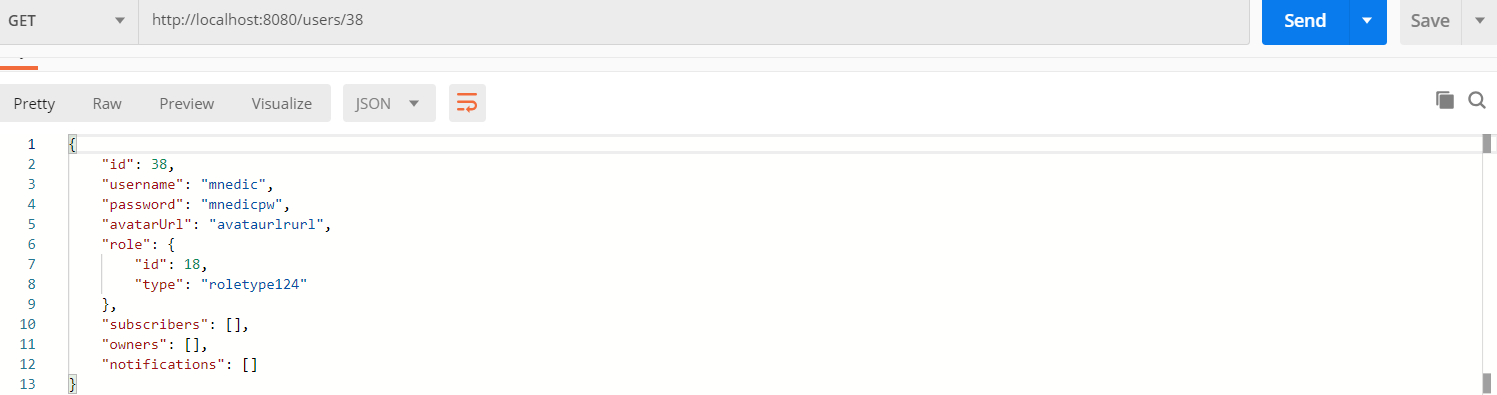 GET http://localhost:8080/users/38 Send Save
Pretty Raw Preview Visualize JSON
1 {
2 "id": 38,
3 "username": "mnedic",
4 "password": "mnedicpw",
5 "avatarUrl": "avataurlrurl",
6 "role": {
7 "id": 18,
8 "type": "roletype124"
9 },
10 "subscribers": [],
11 "owners": [],
12 "notifications": []
13 }